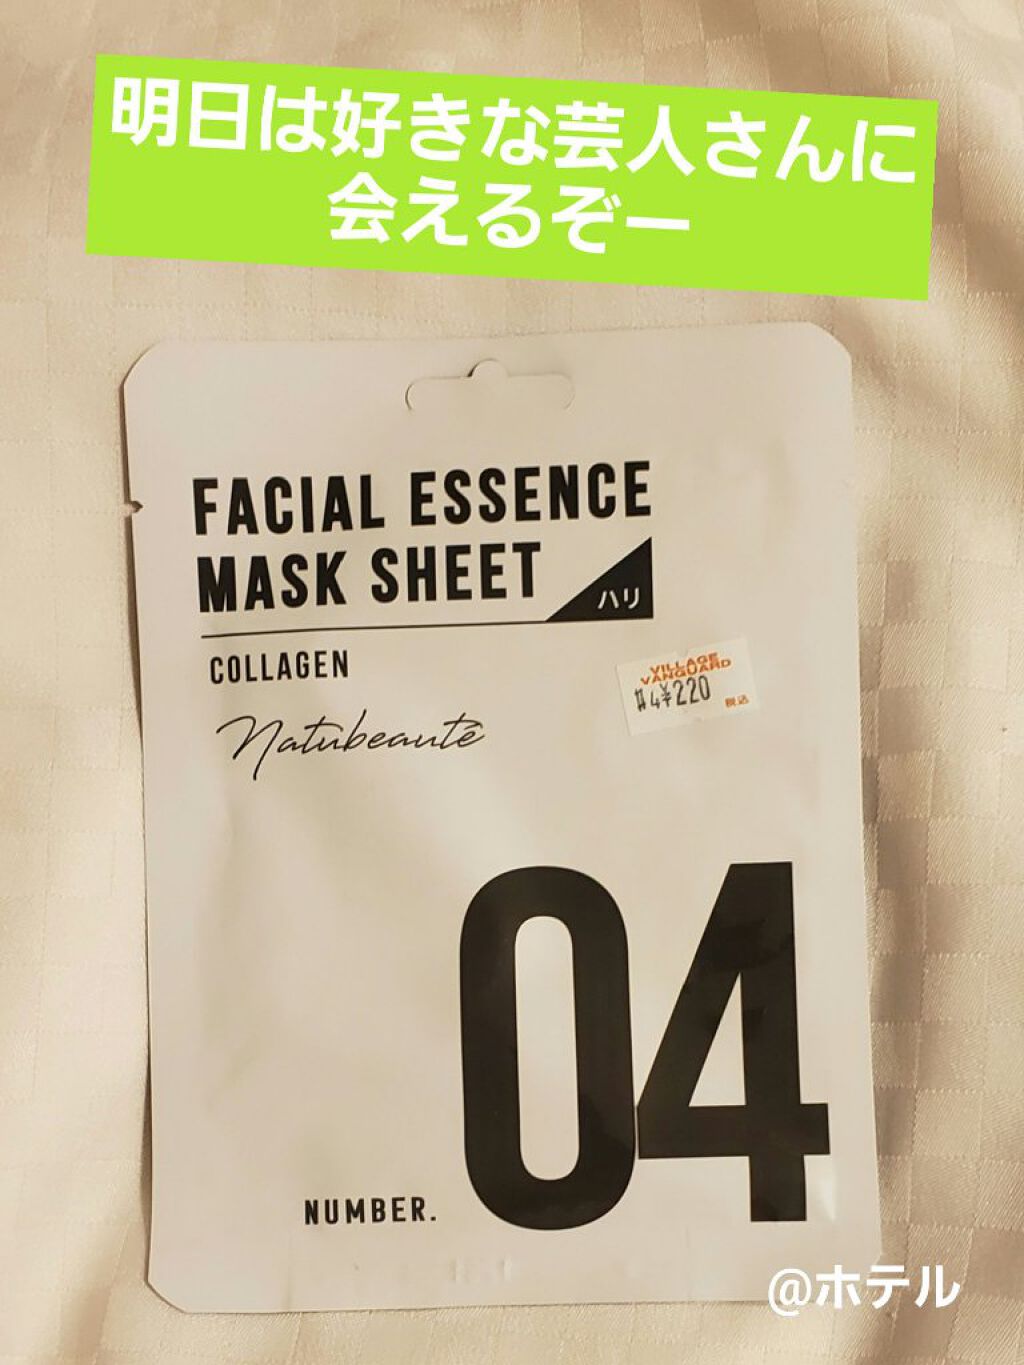 明日は好きな芸人さんに
会えるぞー
FACIAL ESSENCE
MASK SHEET
ハリ
COLLAGEN
VILLAGE
VANGUARD
¥220
税込
Natubeauté
04
NUMBER.
@ホテル